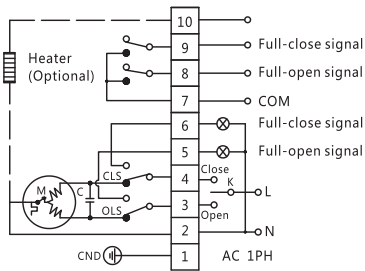 10
9 Full-close signal
Heater
(Optional)
8 Full-open signal
7 COM
6 Full-close signal
5 Full-open signal
Close
CLS 4 K L
M C
3
OLS Open
2 N
CND 1 AC 1PH